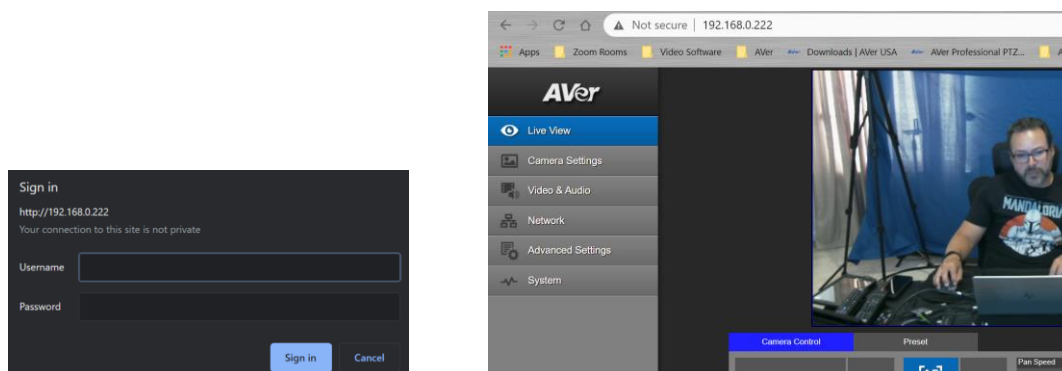 Sign in
http://192.168.0.222
Your connection to this site is not private
Username
Password
Sign in Cancel
Not secure | 192.168.0.222
Apps Zoom Rooms Video Software AVer Downloads | AVer USA AVer Professional PTZ...
AVer
Live View
Camera Settings
Video & Audio
Network
Advanced Settings
System
MANDALORIA
Camera Control Preset
Pan Speed